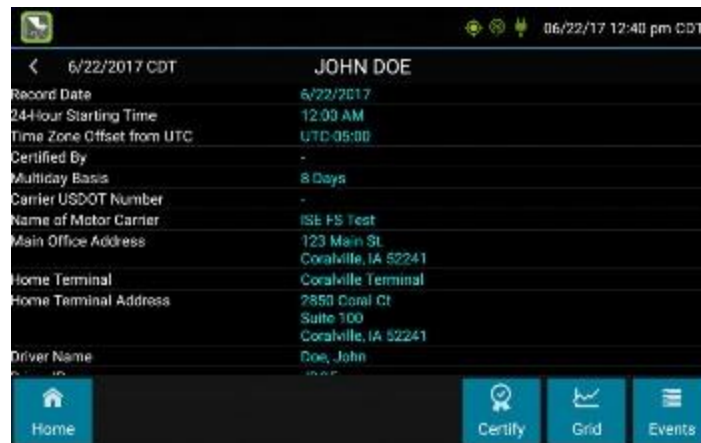 06/22/17 12:40 pm CDT
6/22/2017 CDT JOHN DOE
Record Date 6/22/2017
24-Hour Starting Time 12:00 AM
Time Zone Offset from UTC UTC-05:00
Certified By -
Multiday Basis 8 Days
Carrier USDOT Number -
Name of Motor Carrier ISE FS Test
Main Office Address 123 Main St.
Coralville, IA 52241
Home Terminal Coralville Terminal
Home Terminal Address 2850 Coral Ct
Suite 100
Coralville, IA 52241
Driver Name Doe, John
Home Certify Grid Events